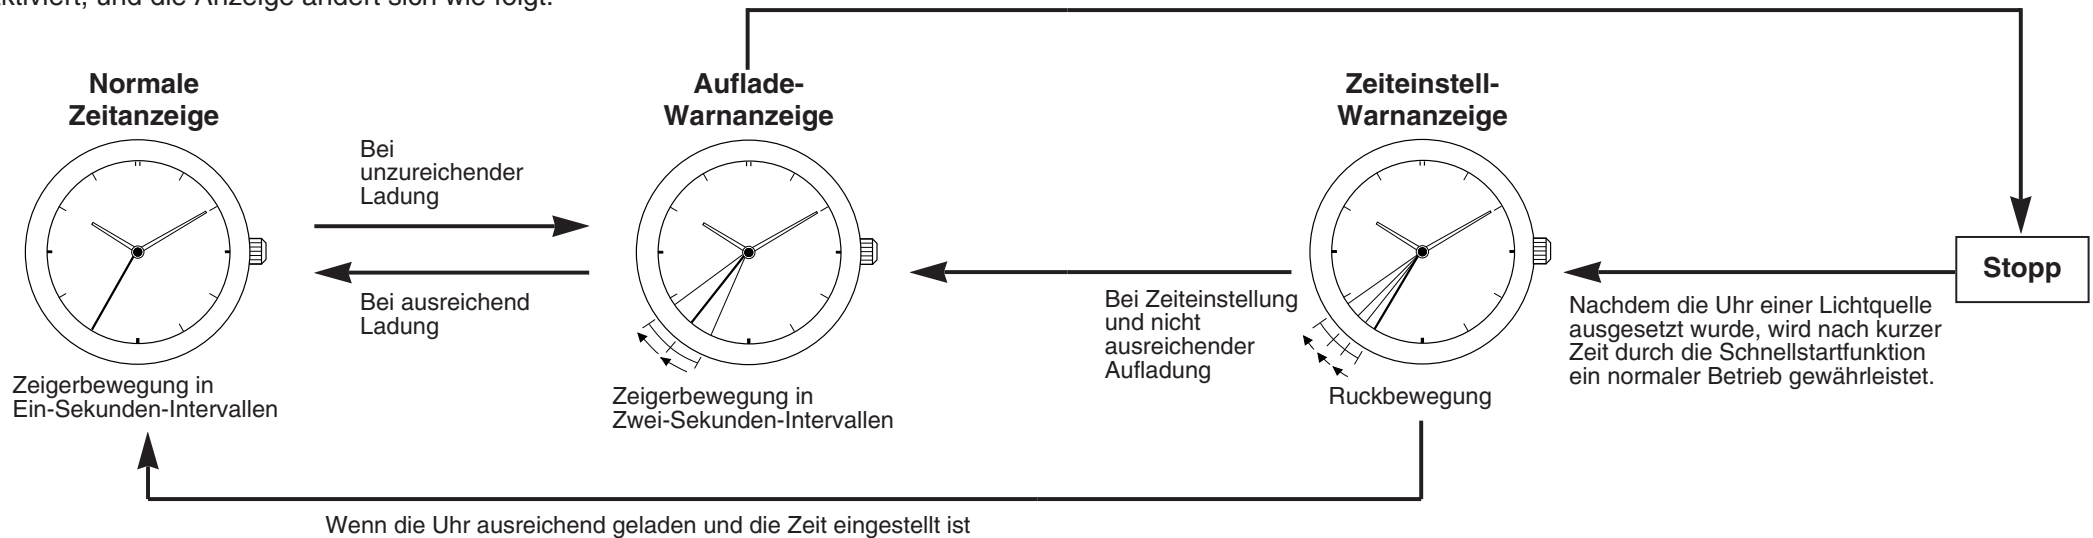 aktiviert, und die Anzeige ändert sich wie folgt.
Normale
Zeitanzeige
Bei
unzureichender
Ladung
Bei ausreichend
Ladung
Zeigerbewegung in
Ein-Sekunden-Intervallen
Auflade-
Warnanzeige
Zeigerbewegung in
Zwei-Sekunden-Intervallen
Bei Zeiteinstellung
und nicht
ausreichender
Aufladung
Zeiteinstell-
Warnanzeige
Ruckbewegung
Nachdem die Uhr einer Lichtquelle
ausgesetzt wurde, wird nach kurzer
Zeit durch die Schnellstartfunktion
ein normaler Betrieb gewährleistet.
Stopp
Wenn die Uhr ausreichend geladen und die Zeit eingestellt ist